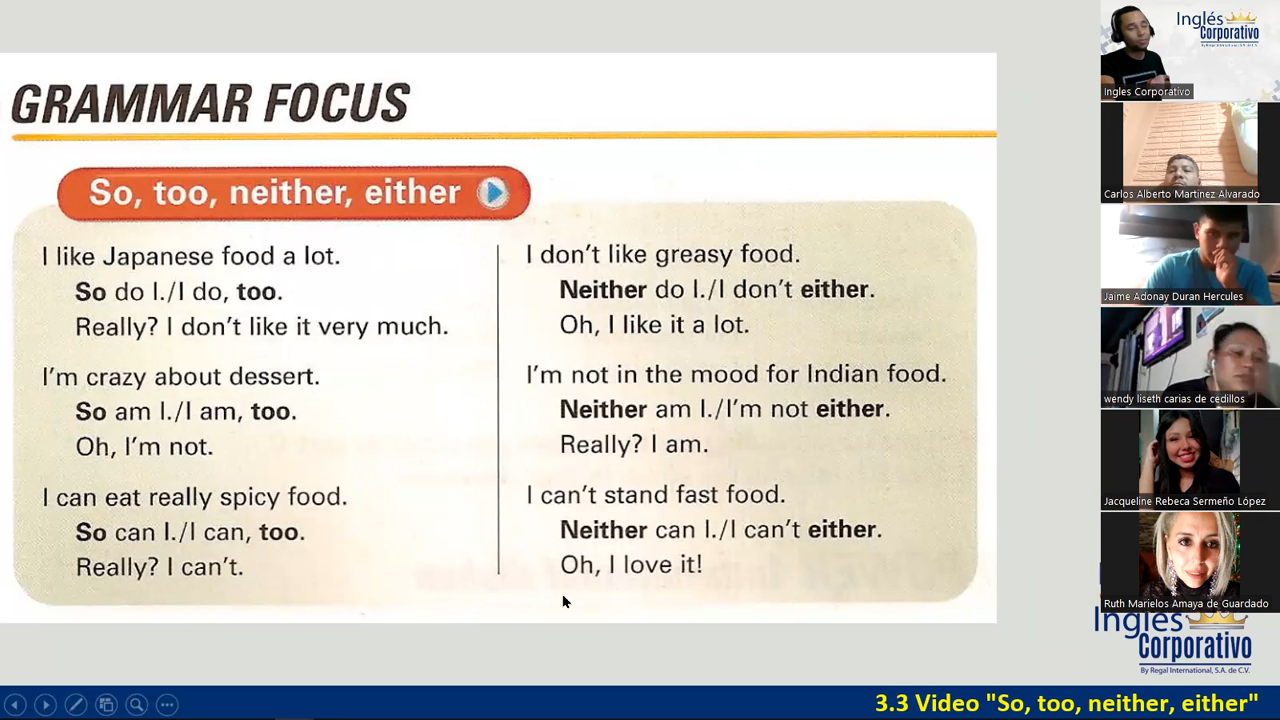 GRAMMAR FOCUS
So, too, neither, either
I like Japanese food a lot.
So do I./I do, too.
Really? I don't like it very much.
I'm crazy about dessert.
So am I./I am, too.
Oh, I'm not.
I can eat really spicy food.
So can I./I can, too.
Really? I can't.
I don't like greasy food.
Neither do I./I don't either.
Oh, I like it a lot.
I'm not in the mood for Indian food.
Neither am I./I'm not either.
Really? I am.
I can't stand fast food.
Neither can I./I can't either.
Oh, I love it!
Inglés
Corporativo
By Regal International, S.A. de C.V.
Ingles Corporativo
Carlos Alberto Martinez Alvarado
Jaime Adonay Duran Hercules
wendy liseth carias de cedillos
Jacqueline Rebeca Sermeño López
Ruth Marielos Amaya de Guardado
Inglés
Corporativo
By Regal International, S.A. de C.V.
3.3 Video "So, too, neither, either"